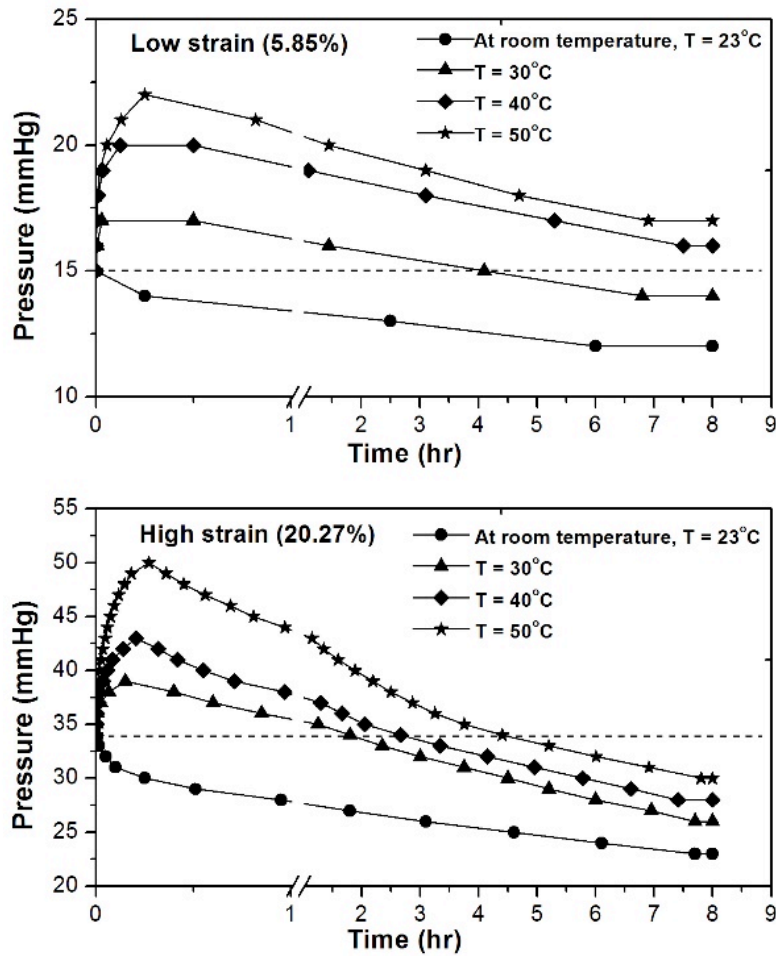 Low strain (5.85%)
At room temperature, T = 23°C
T = 30°C
T = 40°C
T = 50°C
Pressure (mmHg)
25
20
15
10
0 1 2 3 4 5 6 7 8 9
Time (hr)
High strain (20.27%)
At room temperature, T = 23°C
T = 30°C
T = 40°C
T = 50°C
Pressure (mmHg)
55
50
45
40
35
30
25
20
0 1 2 3 4 5 6 7 8 9
Time (hr)